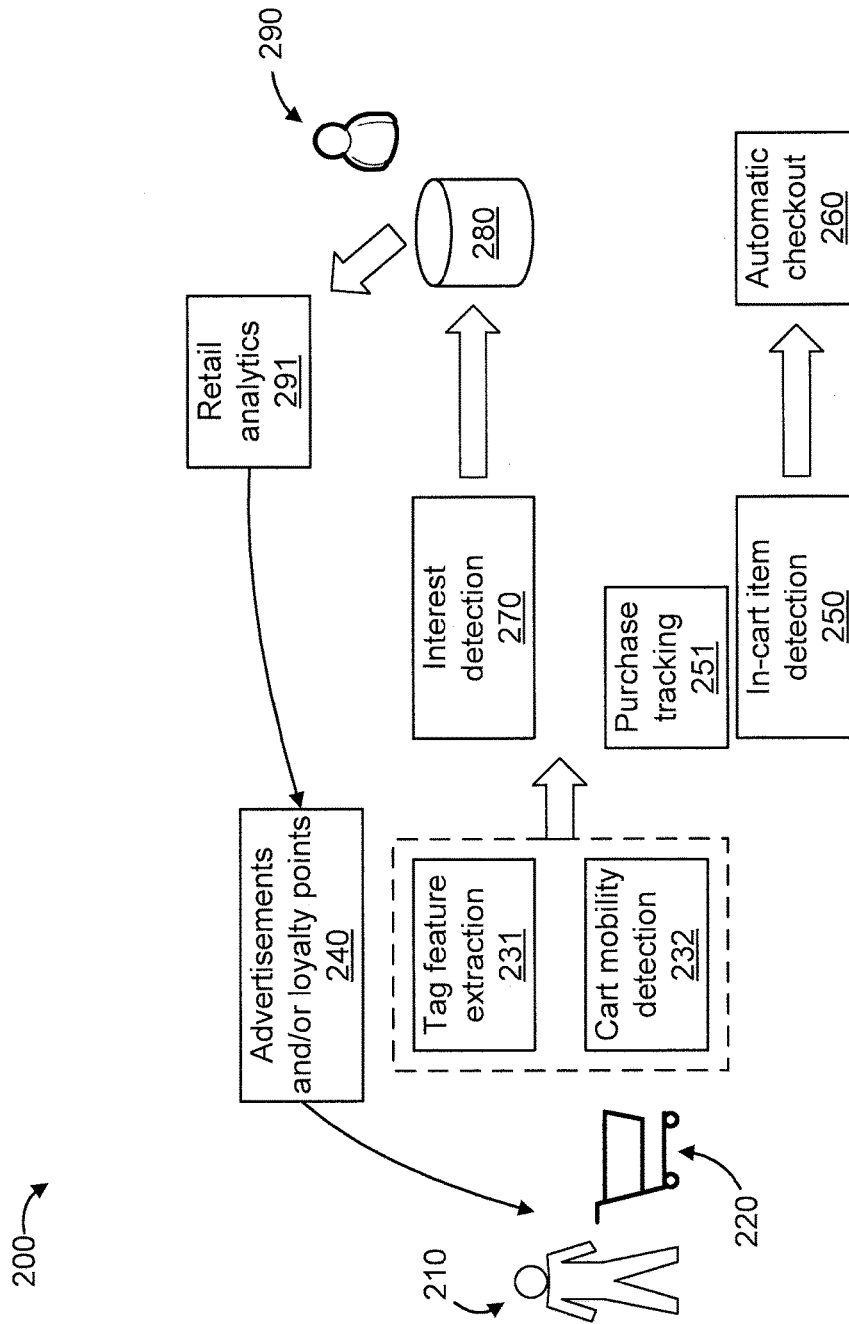 200
210
220
Advertisements
and/or loyalty points
240
Tag feature
extraction
231
Cart mobility
detection
232
Retail
analytics
291
Interest
detection
270
Purchase
tracking
251
In-cart item
detection
250
280
290
Automatic
checkout
260